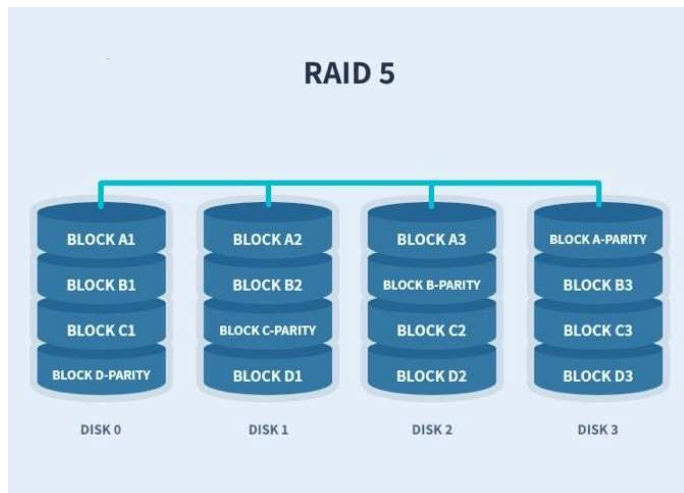 RAID 5
BLOCK A1
BLOCK A2
BLOCK A3
BLOCK A-PARITY
BLOCK B1
BLOCK B2
BLOCK B-PARITY
BLOCK B3
BLOCK C1
BLOCK C-PARITY
BLOCK C2
BLOCK C3
BLOCK D-PARITY
BLOCK D1
BLOCK D2
BLOCK D3
DISK 0
DISK 1
DISK 2
DISK 3